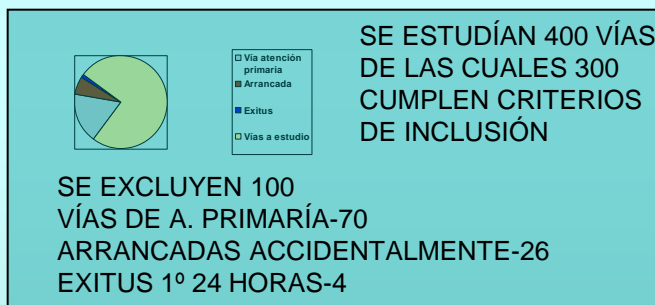 SE ESTUDÍAN 400 VÍAS
DE LAS CUALES 300
CUMPLEN CRITERIOS
DE INCLUSIÓN
Vía atención
primaria
Arrancada
Exitus
Vías a estudio
SE EXCLUYEN 100
VÍAS DE A. PRIMARÍA-70
ARRANCADAS ACCIDENTALMENTE-26
EXITUS 1º 24 HORAS-4